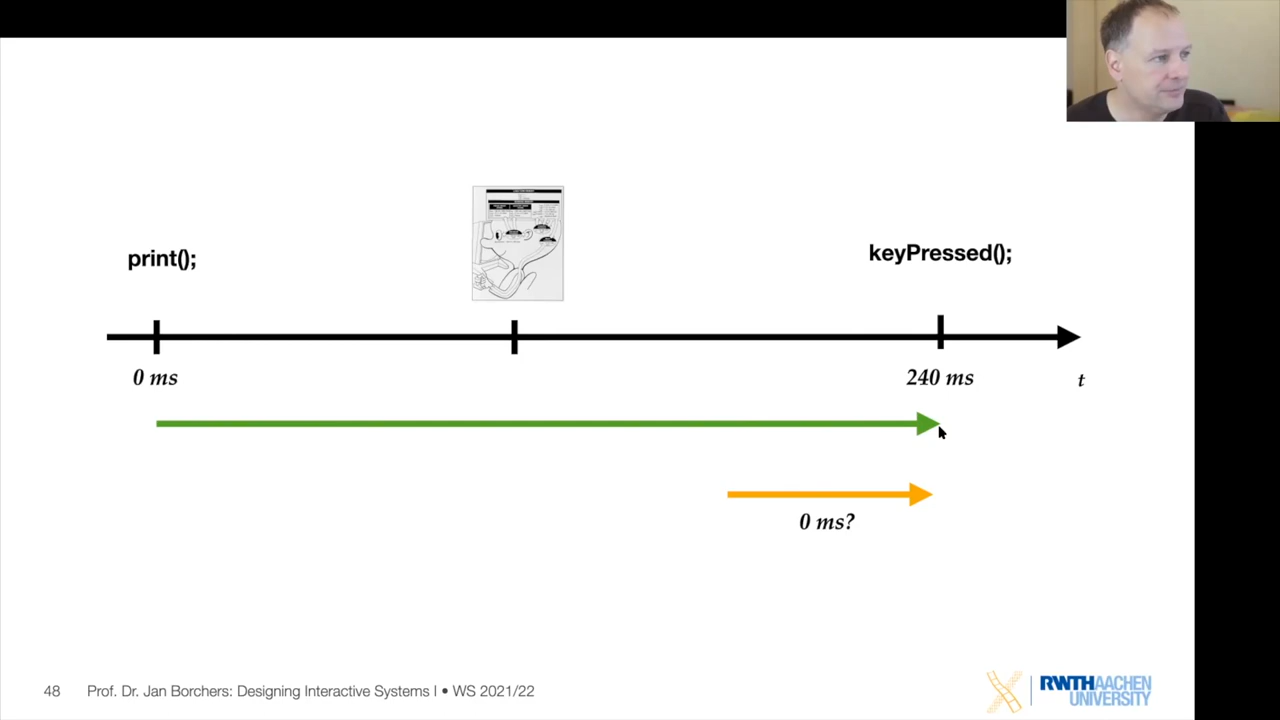 print();
keyPressed();
0 ms
240 ms
t
0 ms?
48 Prof. Dr. Jan Borchers: Designing Interactive Systems I • WS 2021/22
RWTHAACHEN
UNIVERSITY